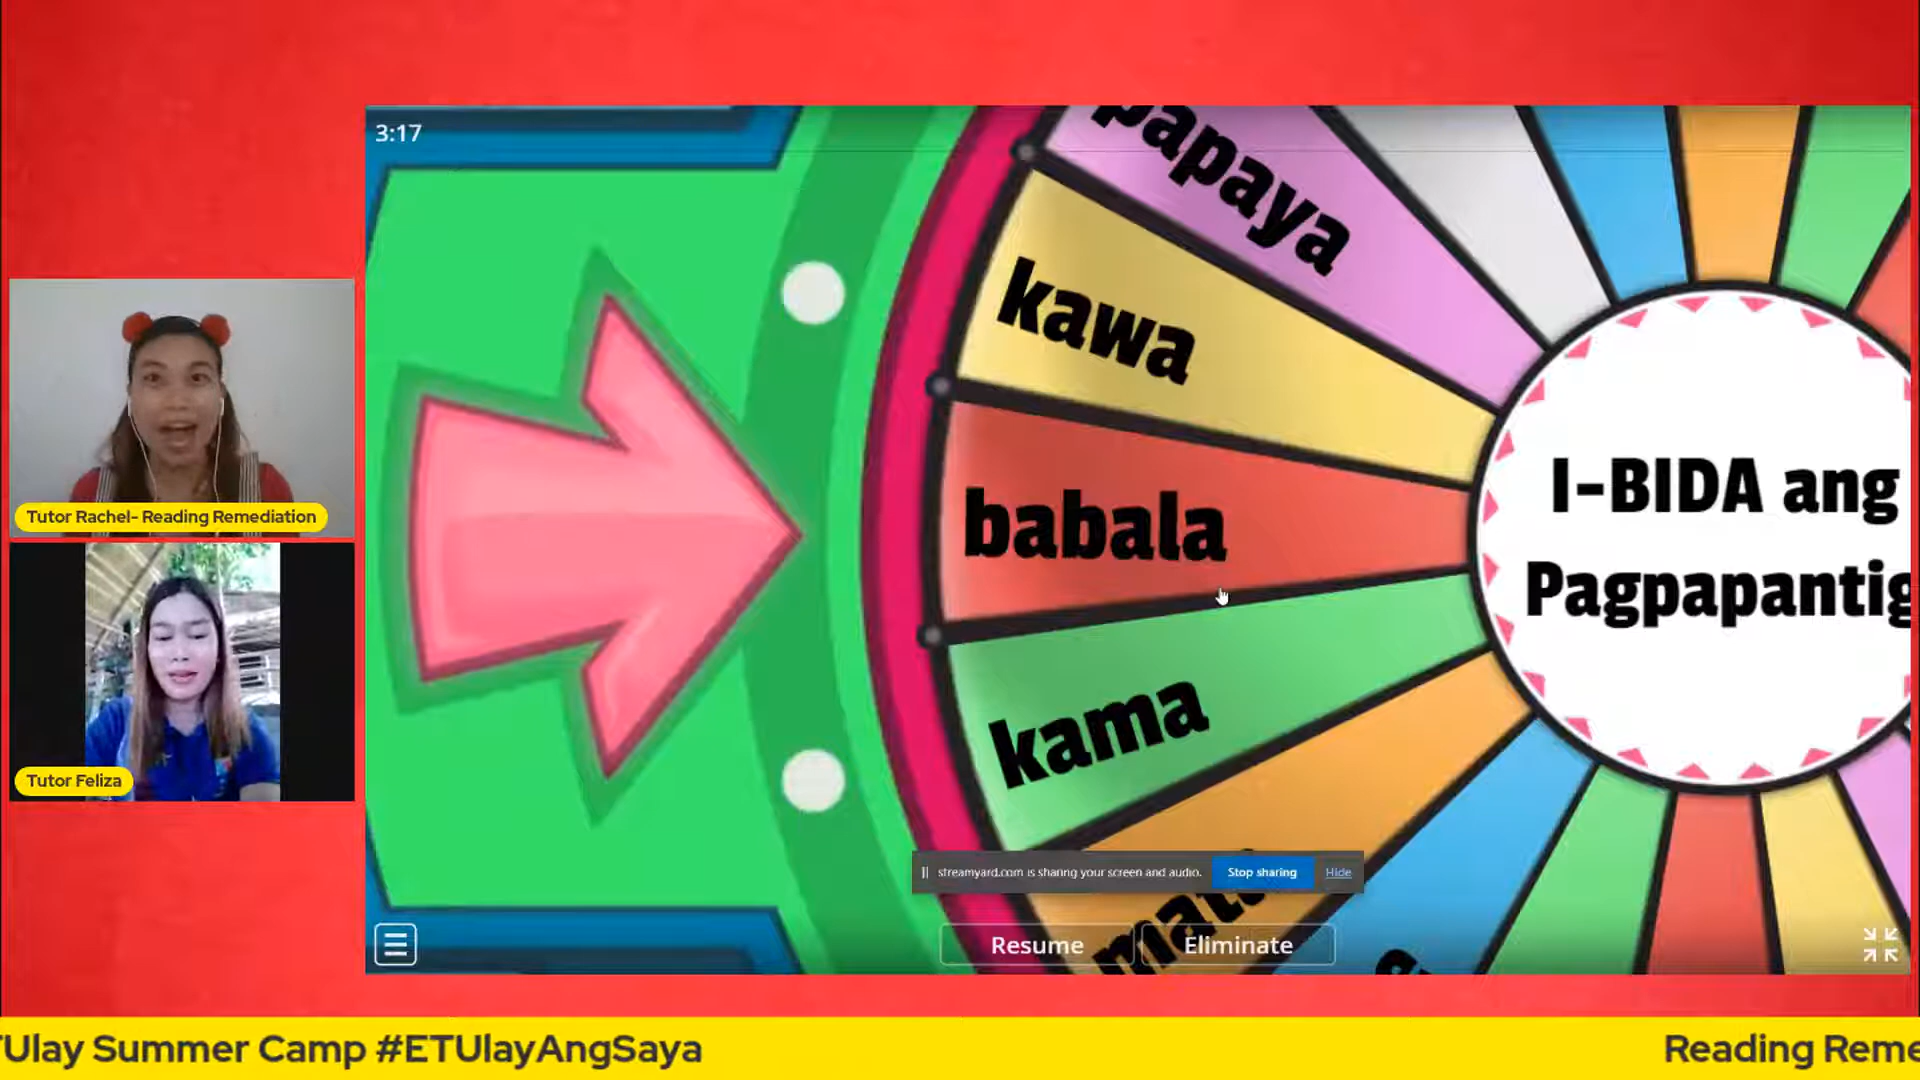 3:17
papaya
kawa
babala
kama
I-BIDA ang
Pagpapantig
Tutor Rachel- Reading Remediation
Tutor Feliza
streamyard.com is sharing your screen and audio.
Stop sharing
Hide
Resume
Eliminate
TUlay Summer Camp #ETUlayAngSaya
Reading Reme